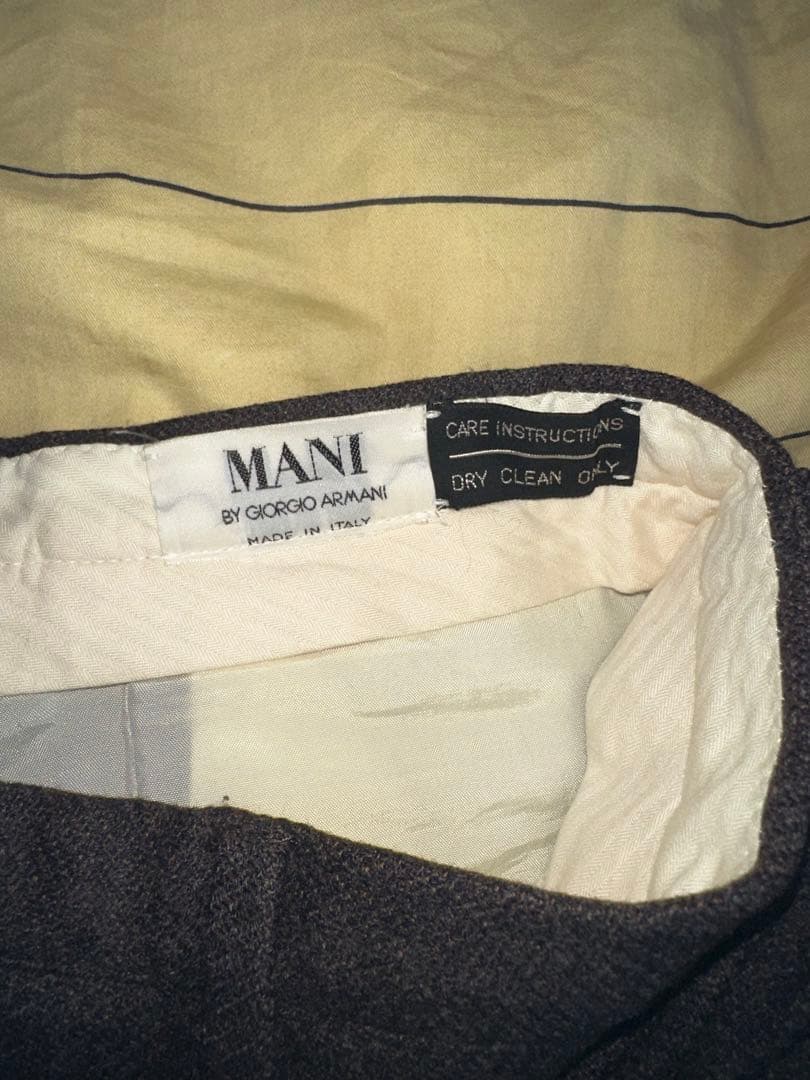 MANI
BY GIORGIO ARMANI
MADE IN ITALY
CARE INSTRUCTIONS
DRY CLEAN ONLY